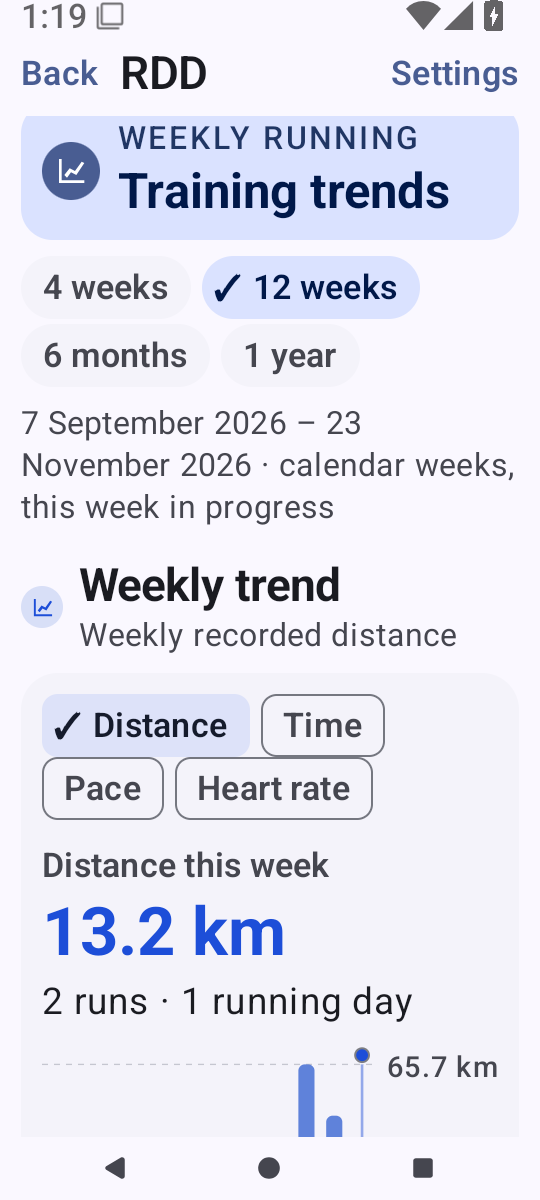 1:19
Back RDD Settings
WEEKLY RUNNING
Training trends
4 weeks ✓ 12 weeks
6 months 1 year
7 September 2026 – 23
November 2026 · calendar weeks,
this week in progress
Weekly trend
Weekly recorded distance
✓ Distance Time
Pace Heart rate
Distance this week
13.2 km
2 runs · 1 running day
65.7 km